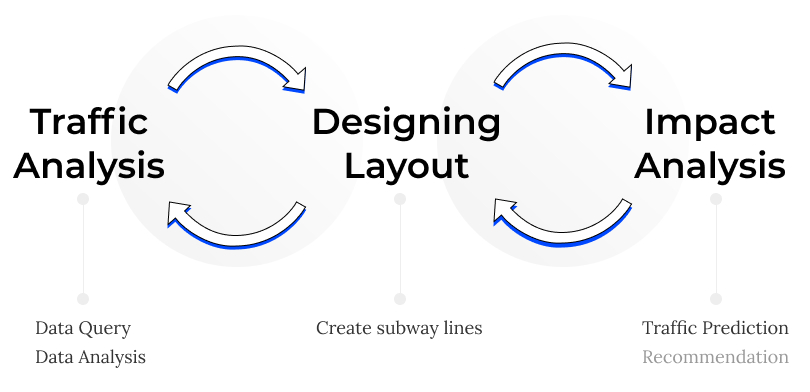 Traffic
Analysis
Designing
Layout
Impact
Analysis
Data Query
Data Analysis
Create subway lines
Traffic Prediction
Recommendation